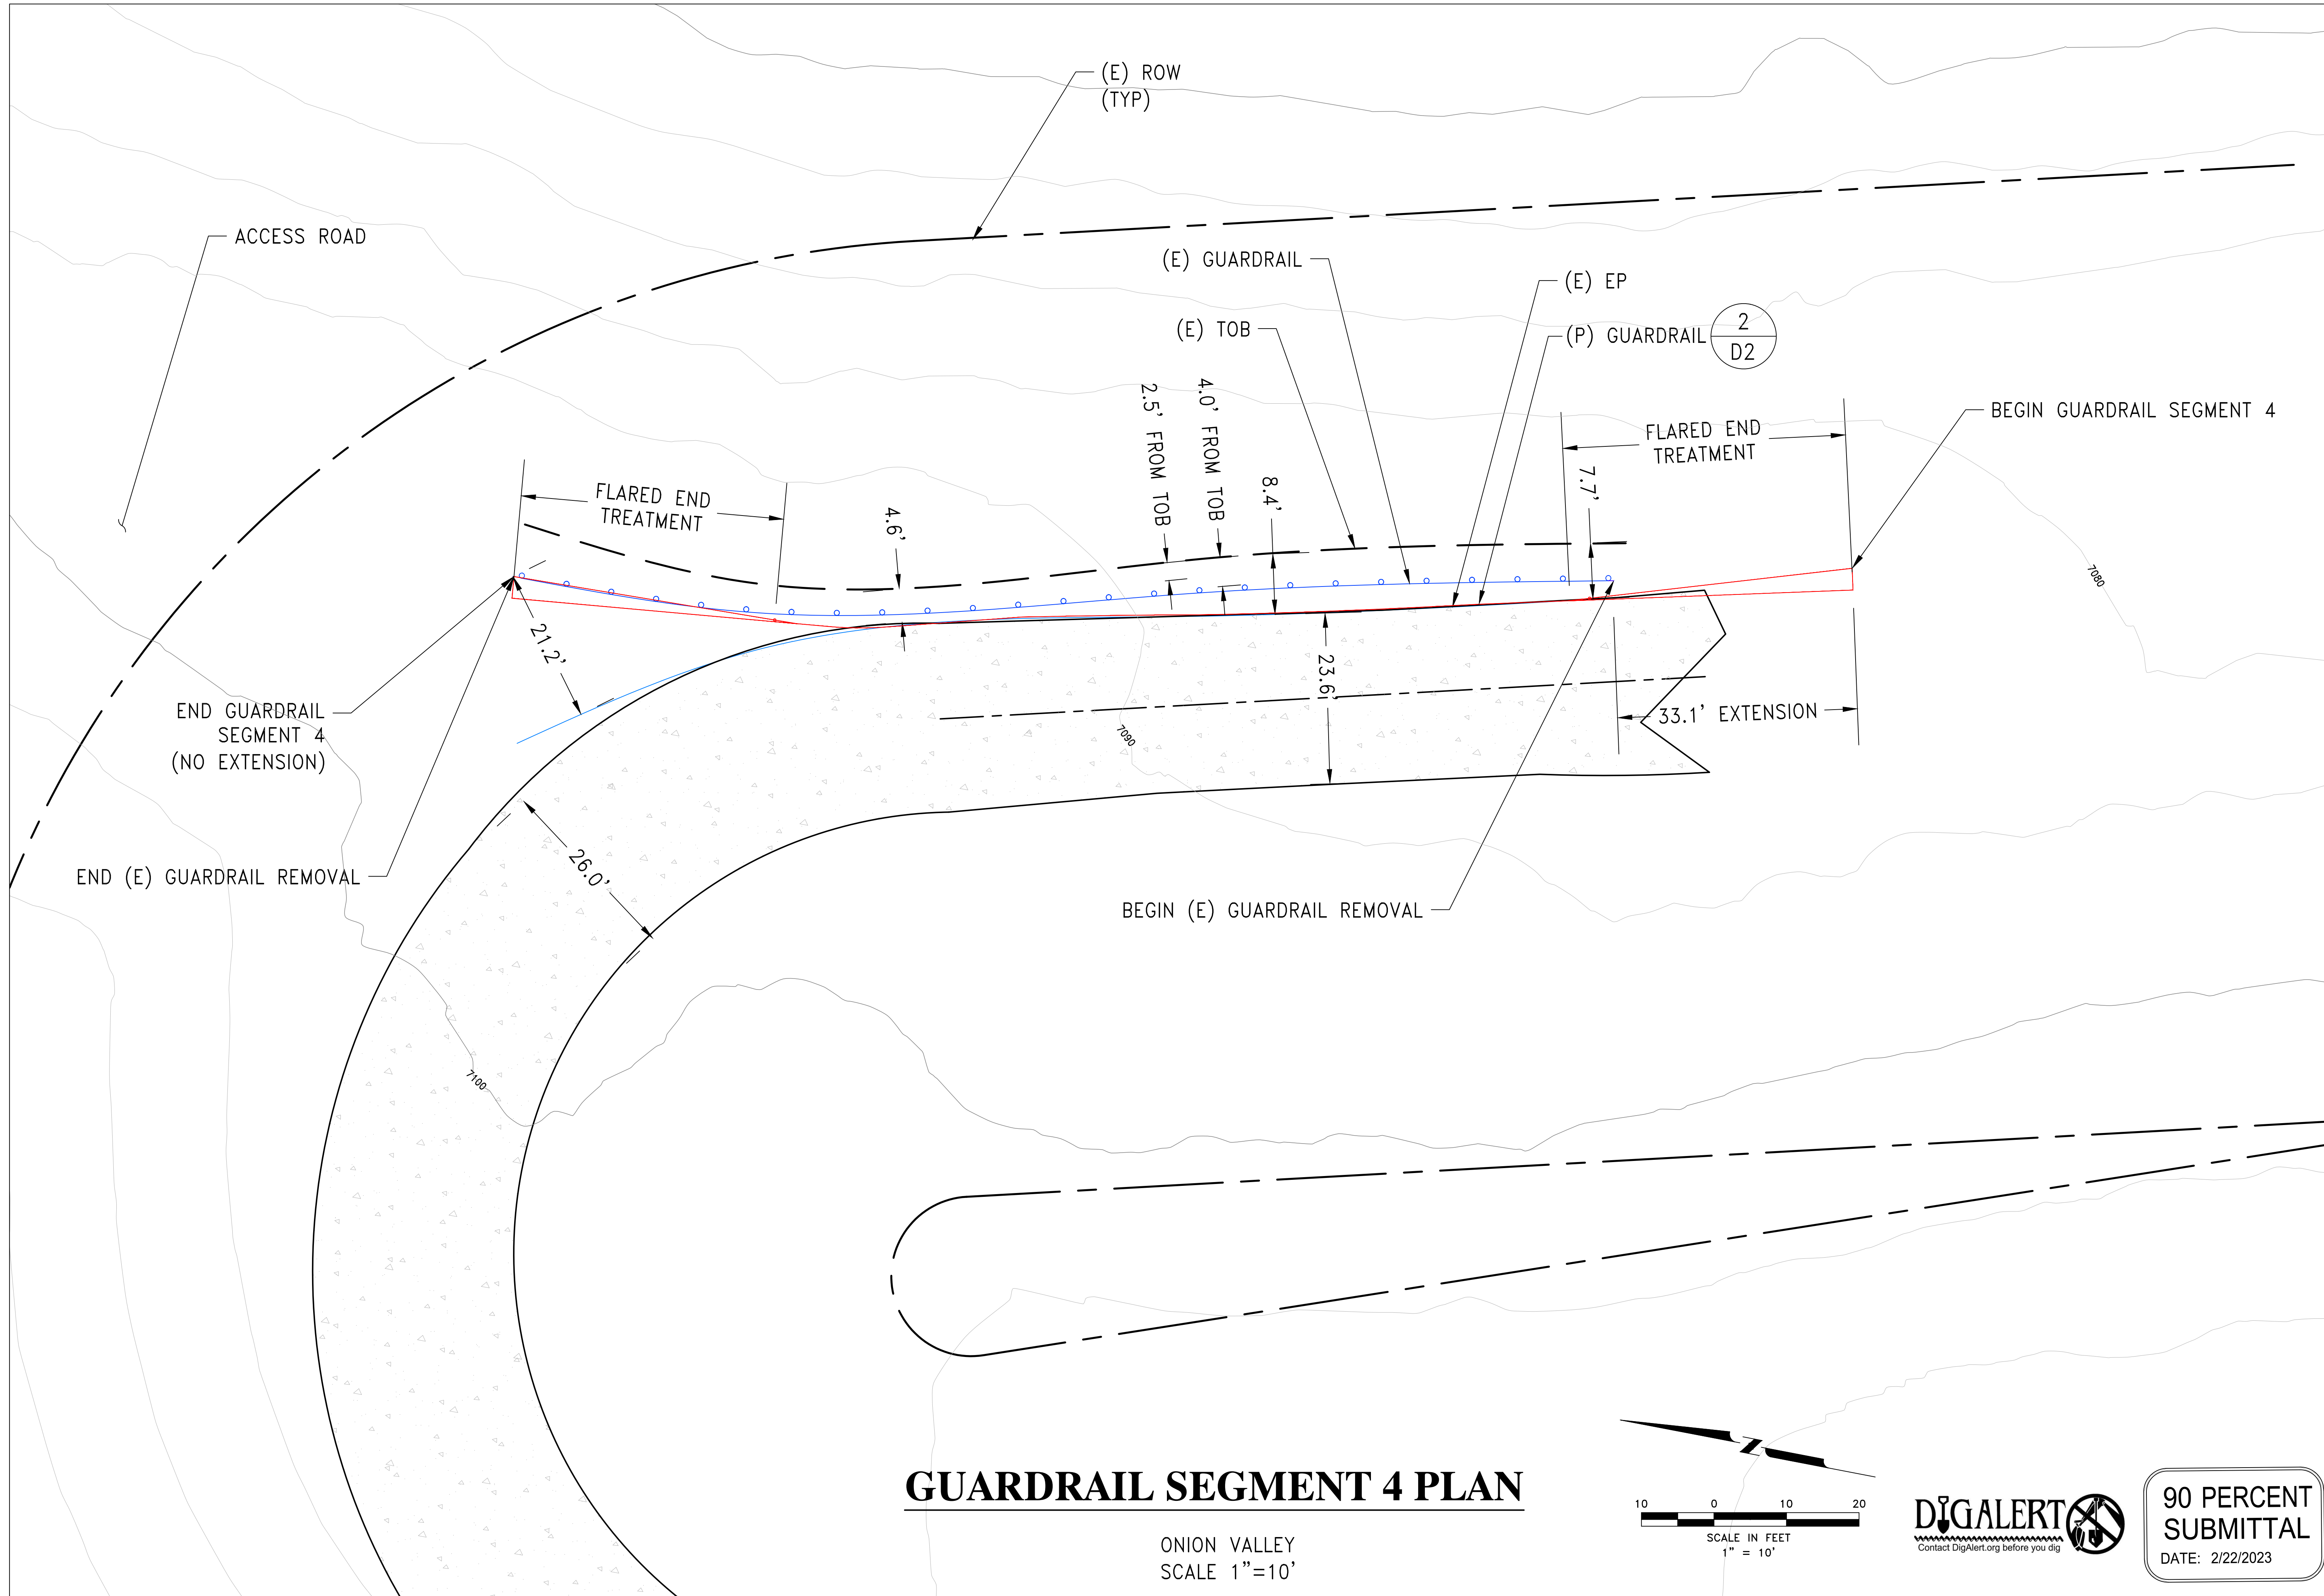 (E) ROW
(TYP)
ACCESS ROAD
(E) GUARDRAIL
(E) EP
(E) TOB
(P) GUARDRAIL
2
D2
BEGIN GUARDRAIL SEGMENT 4
2.5' FROM TOB
4.0' FROM TOB
8.4'
FLARED END
TREATMENT
7.7'
FLARED END
TREATMENT
4.6'
7080
21.2'
23.6'
END GUARDRAIL
SEGMENT 4
(NO EXTENSION)
33.1' EXTENSION
7090
26.0'
END (E) GUARDRAIL REMOVAL
BEGIN (E) GUARDRAIL REMOVAL
7100
GUARDRAIL SEGMENT 4 PLAN
ONION VALLEY
SCALE 1"=10'
10 0 10 20
SCALE IN FEET
1" = 10'
DIGALERT
Contact DigAlert.org before you dig
90 PERCENT
SUBMITTAL
DATE: 2/22/2023